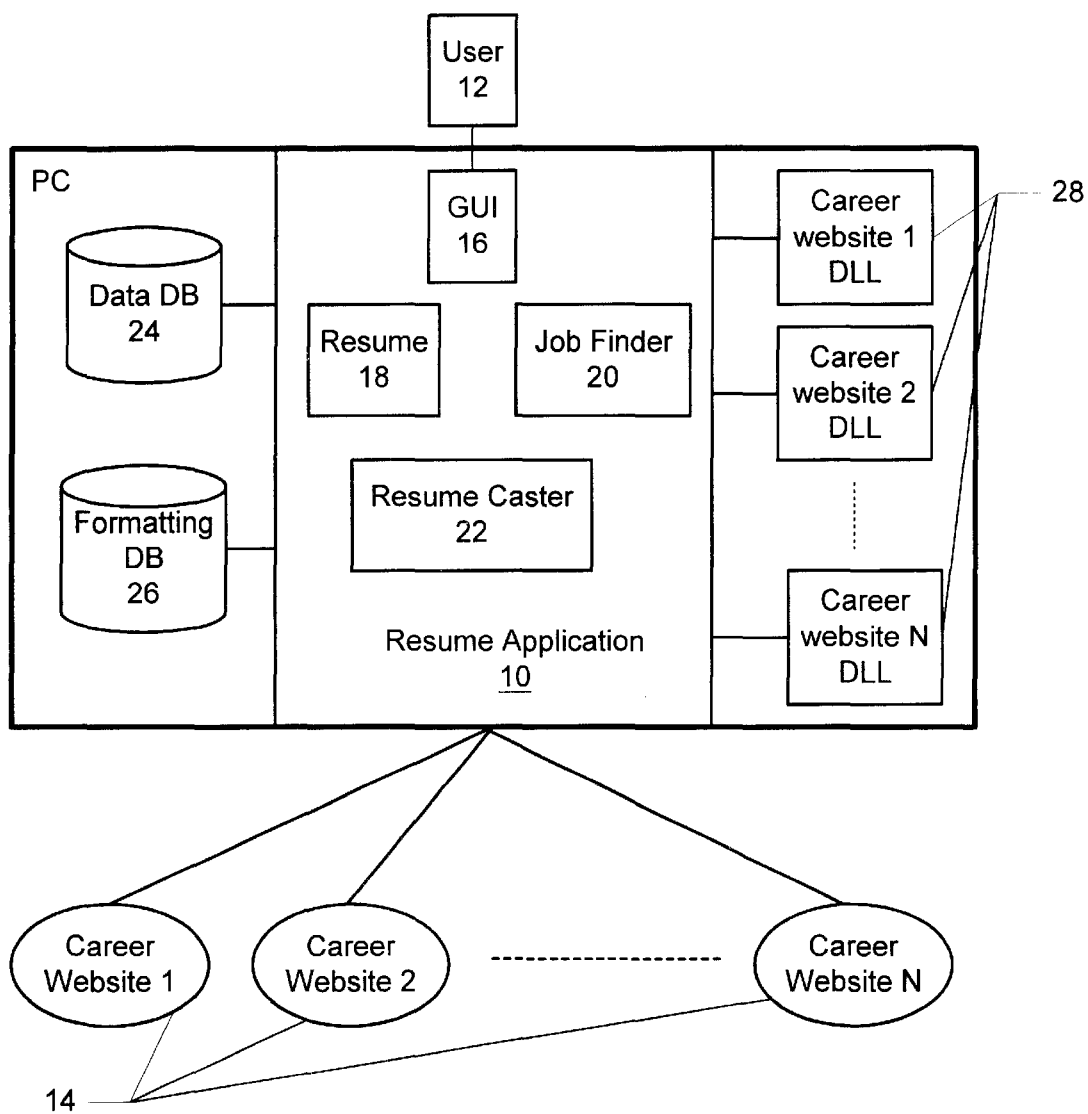 User
12
PC
GUI
16
Career
website 1
DLL
28
Data DB
24
Resume
18
Job Finder
20
Career
website 2
DLL
Formatting
DB
26
Resume Caster
22
Career
website N
DLL
Resume Application
10
Career
Website 1
Career
Website 2
Career
Website N
14